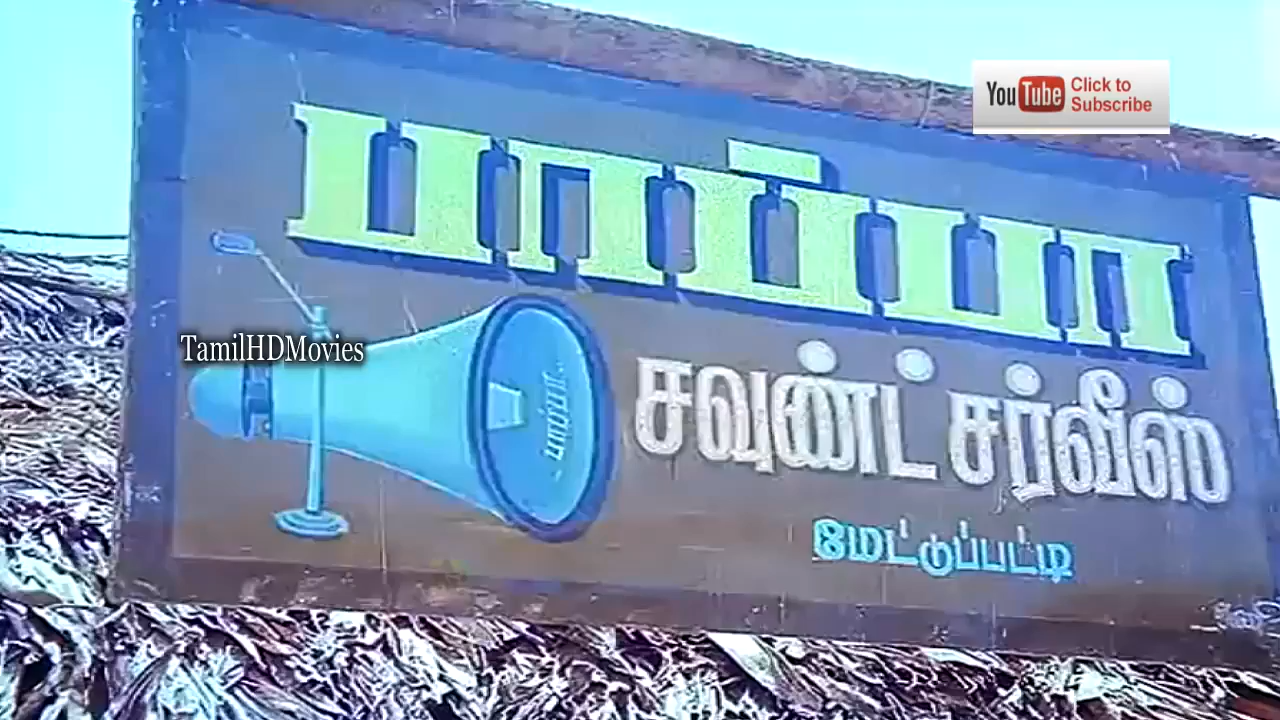 YouTube Click to
Subscribe
பாப்பா
TamilHDMovies
சவுண்ட் சர்வீஸ்
மேட்டுப்பட்டி